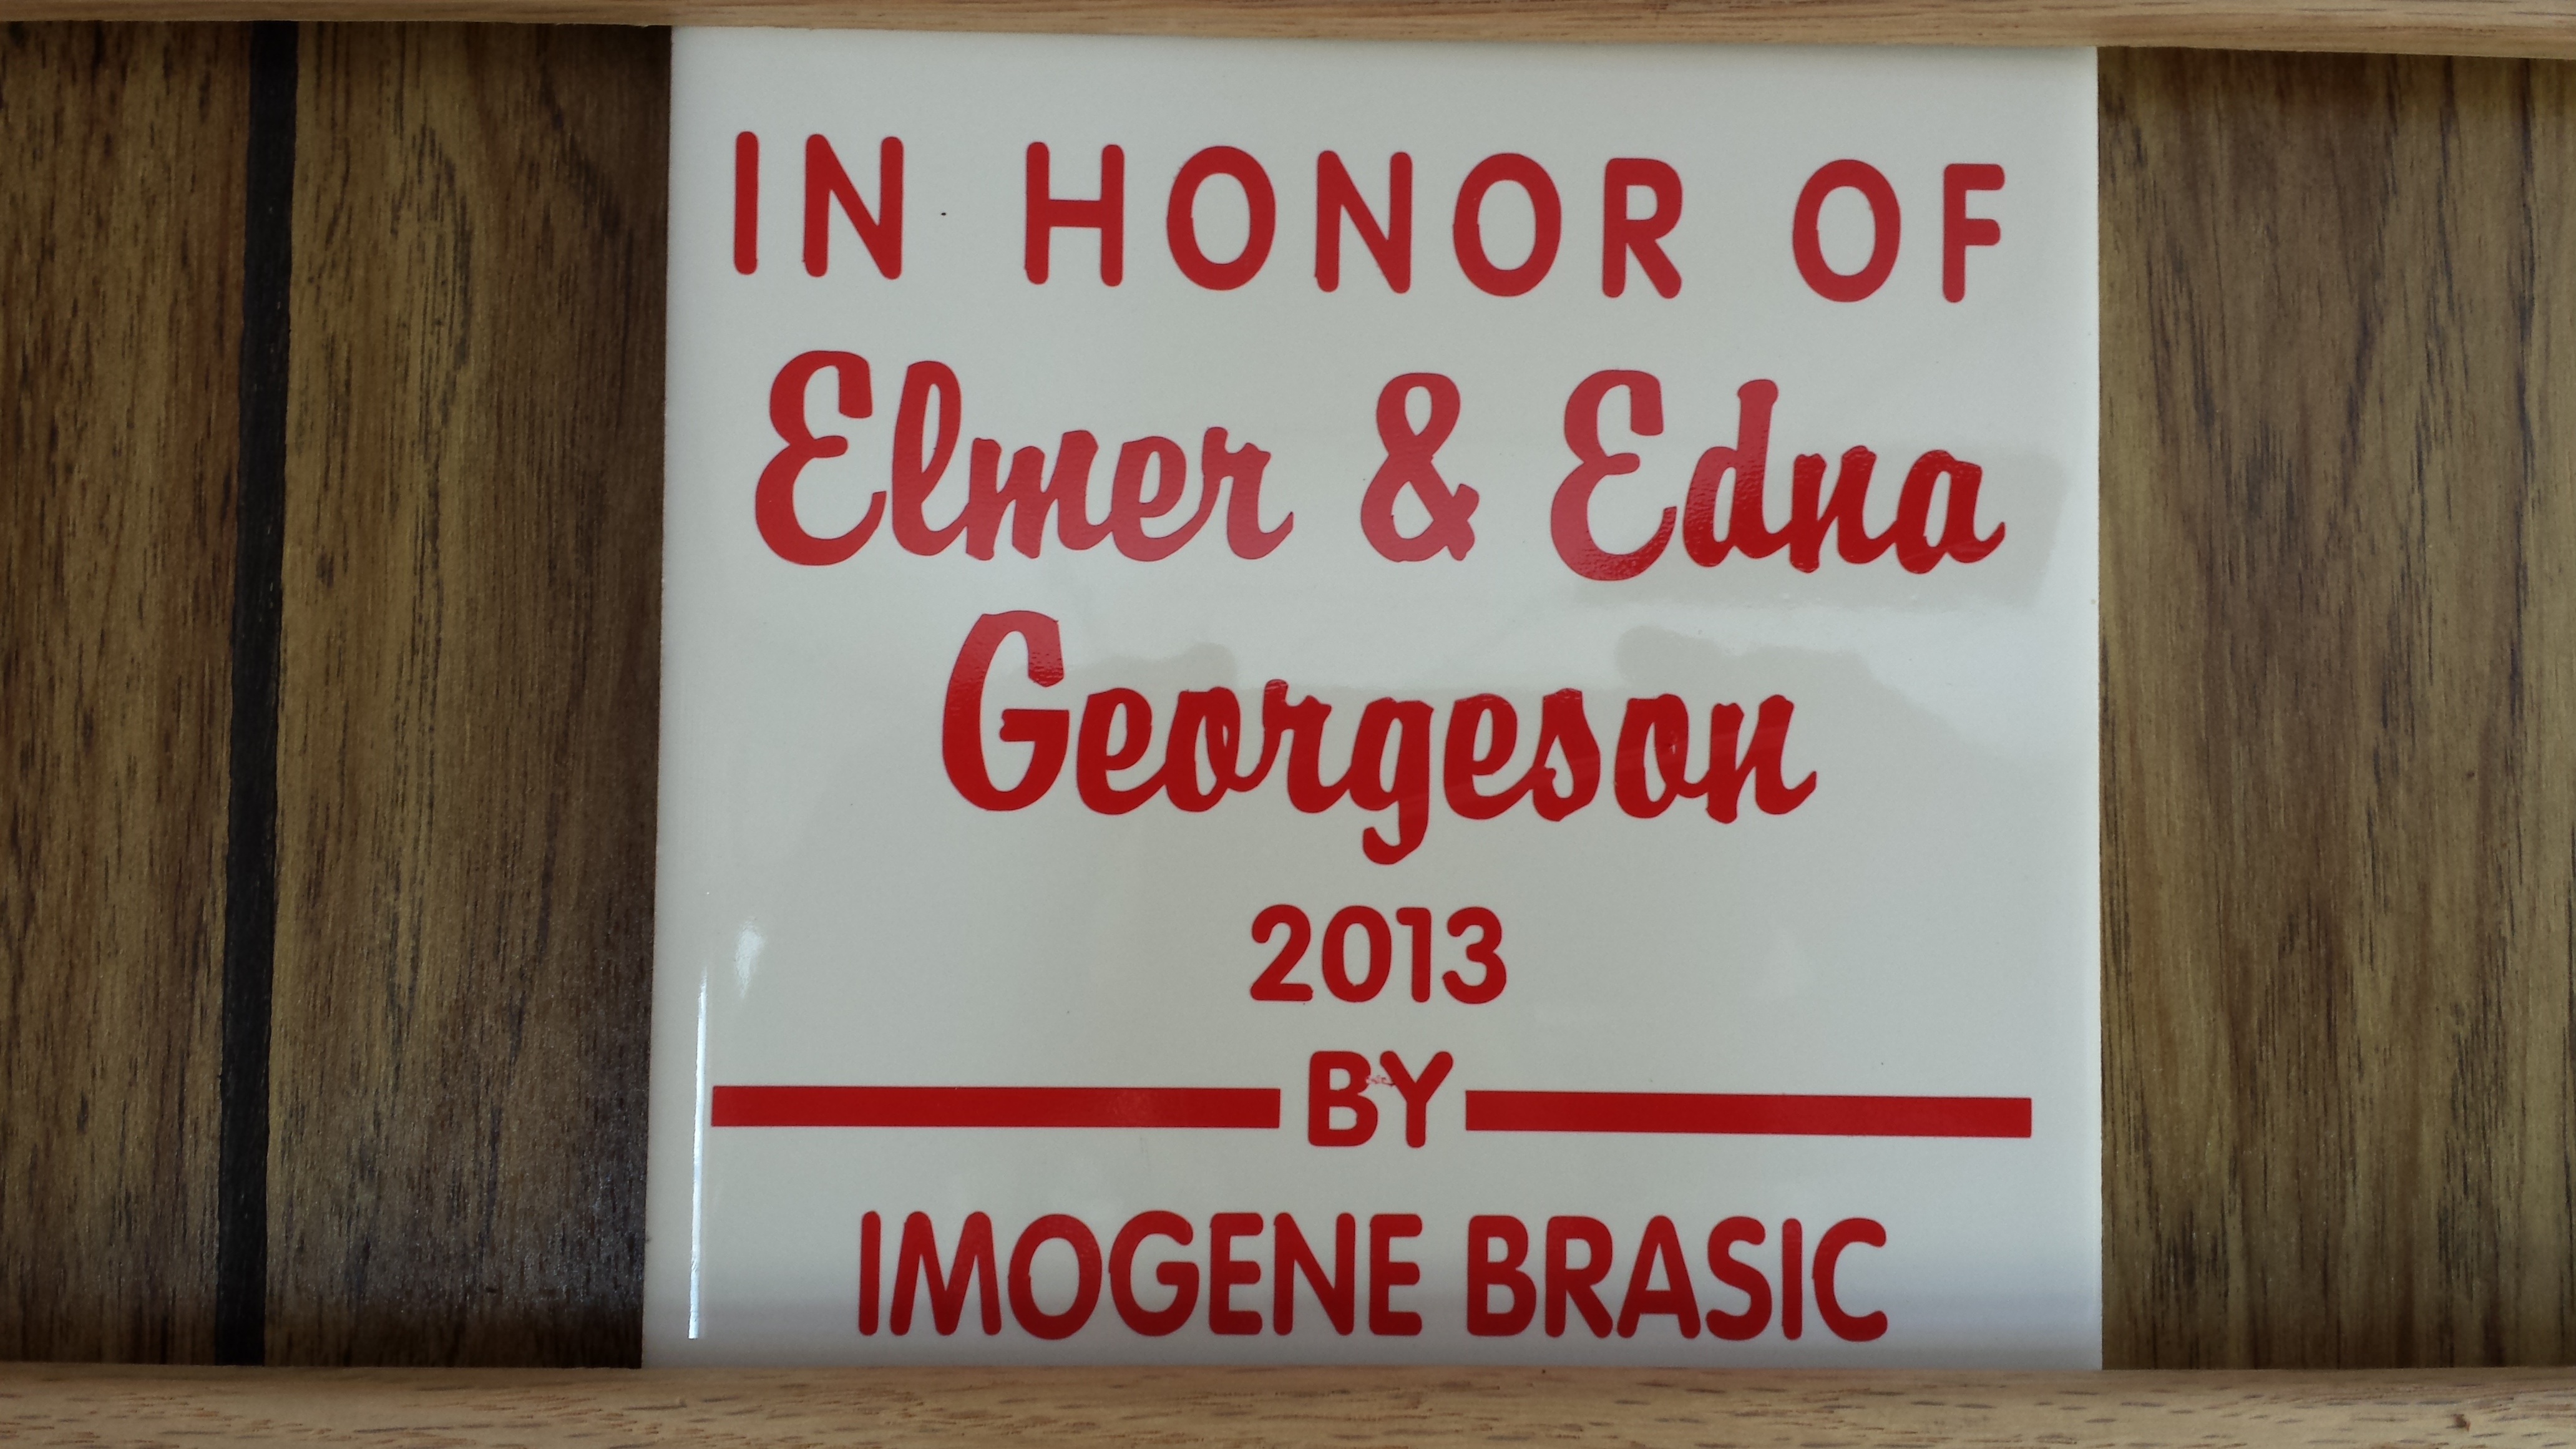 IN HONOR OF
Elmer & Edna
Georgeson
2013
BY
IMOGENE BRASIC